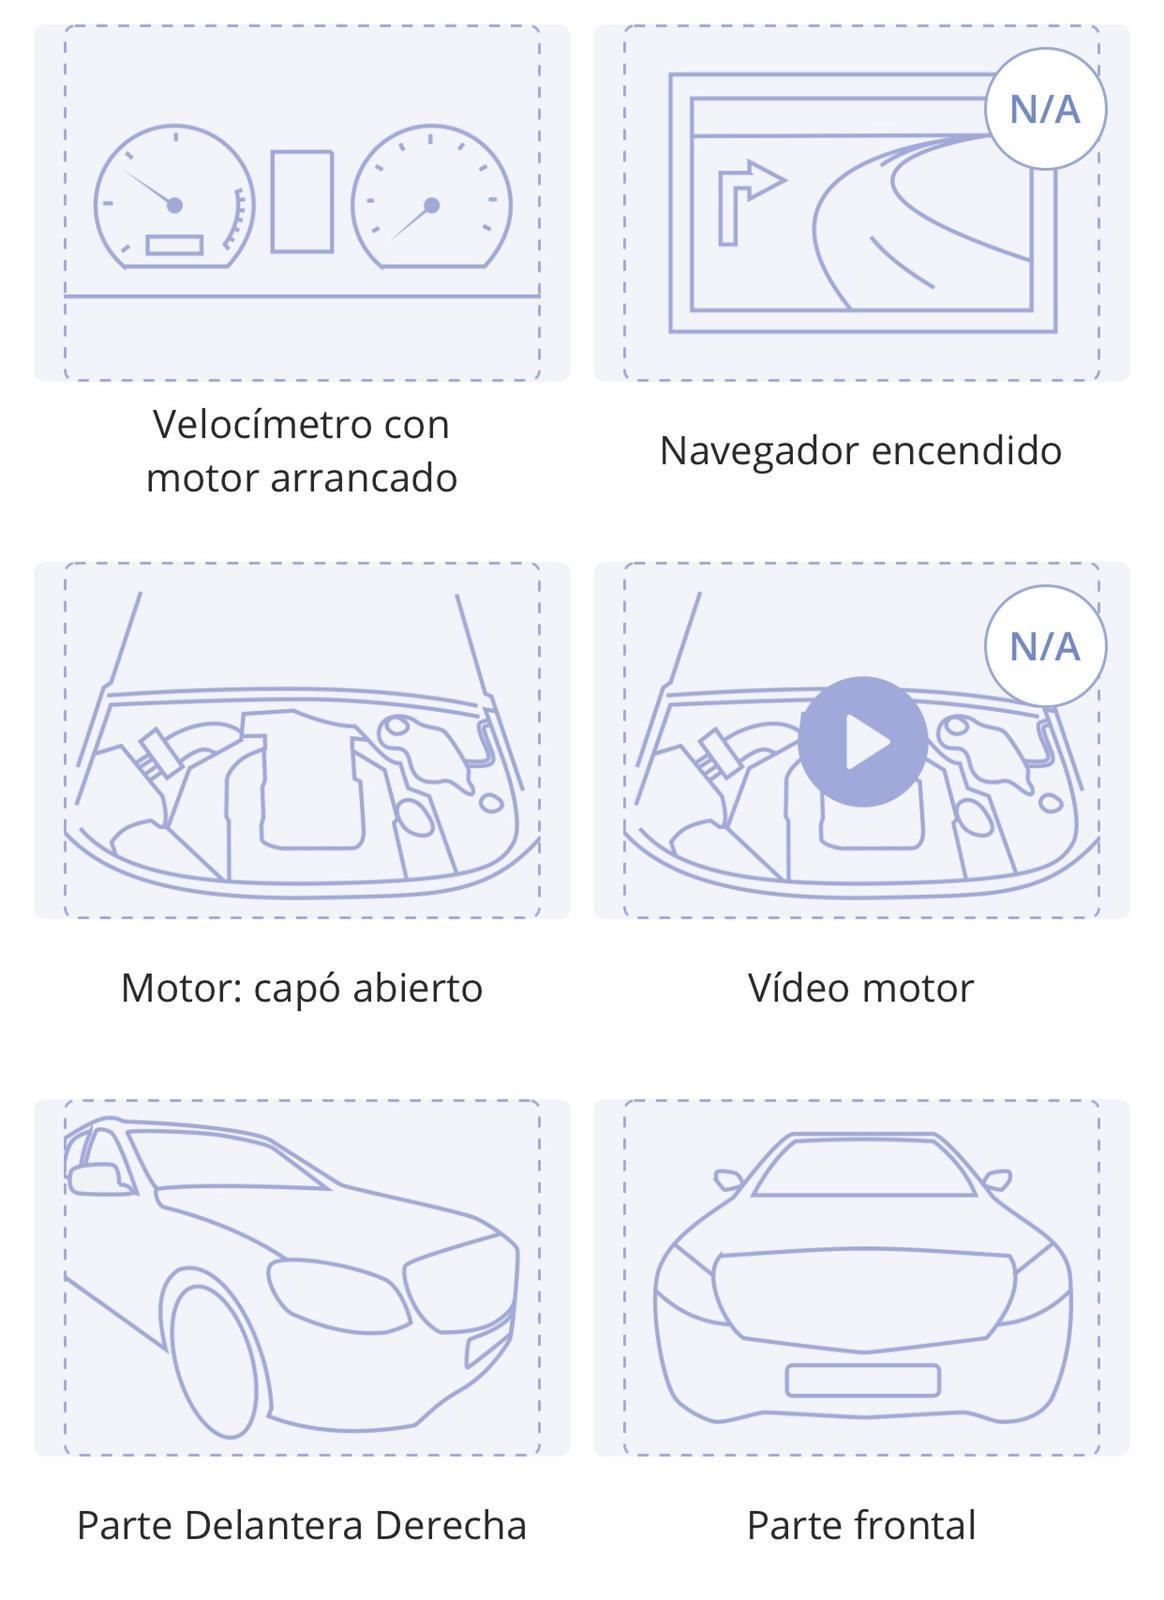 N/A
Velocímetro con
motor arrancado
Navegador encendido
N/A
Motor: capó abierto
Vídeo motor
Parte Delantera Derecha
Parte frontal